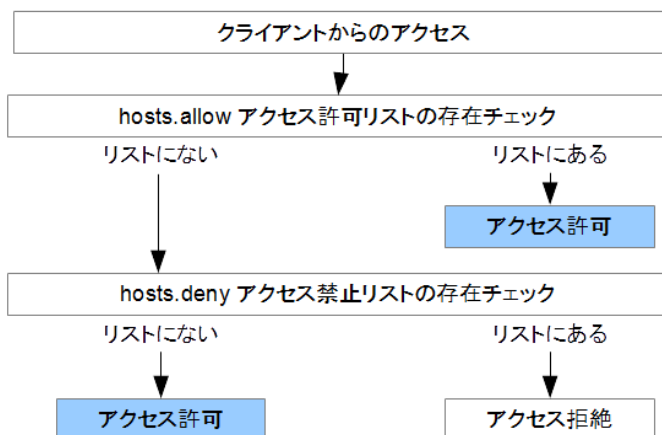 クライアントからのアクセス
hosts.allow アクセス許可リストの存在チェック
リストにない
リストにある
アクセス許可
hosts.deny アクセス禁止リストの存在チェック
リストにない
リストにある
アクセス許可
アクセス拒絶